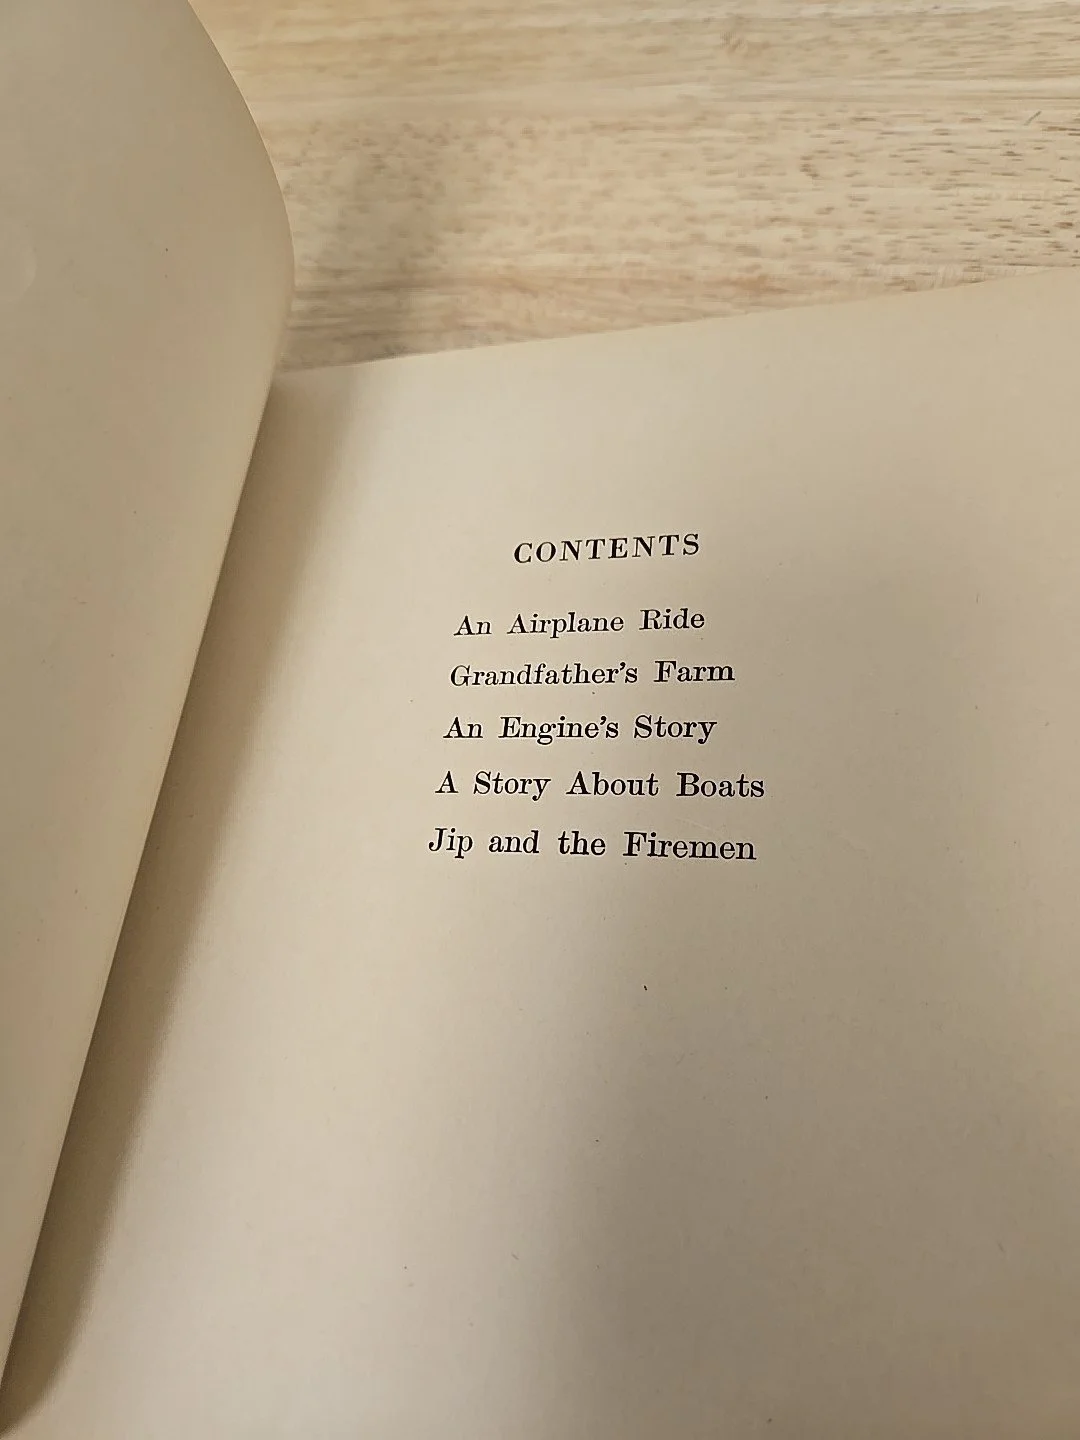 CONTENTS
An Airplane Ride
Grandfather's Farm
An Engine's Story
A Story About Boats
Jip and the Firemen